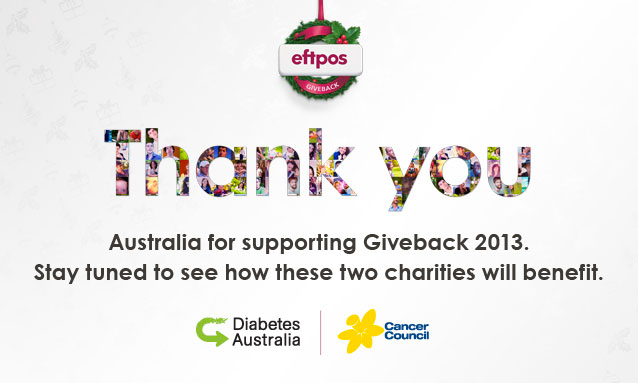 eftpos
GIVEBACK
Thank you
Australia for supporting Giveback 2013.
Stay tuned to see how these two charities will benefit.
Diabetes
Australia
Cancer
Council